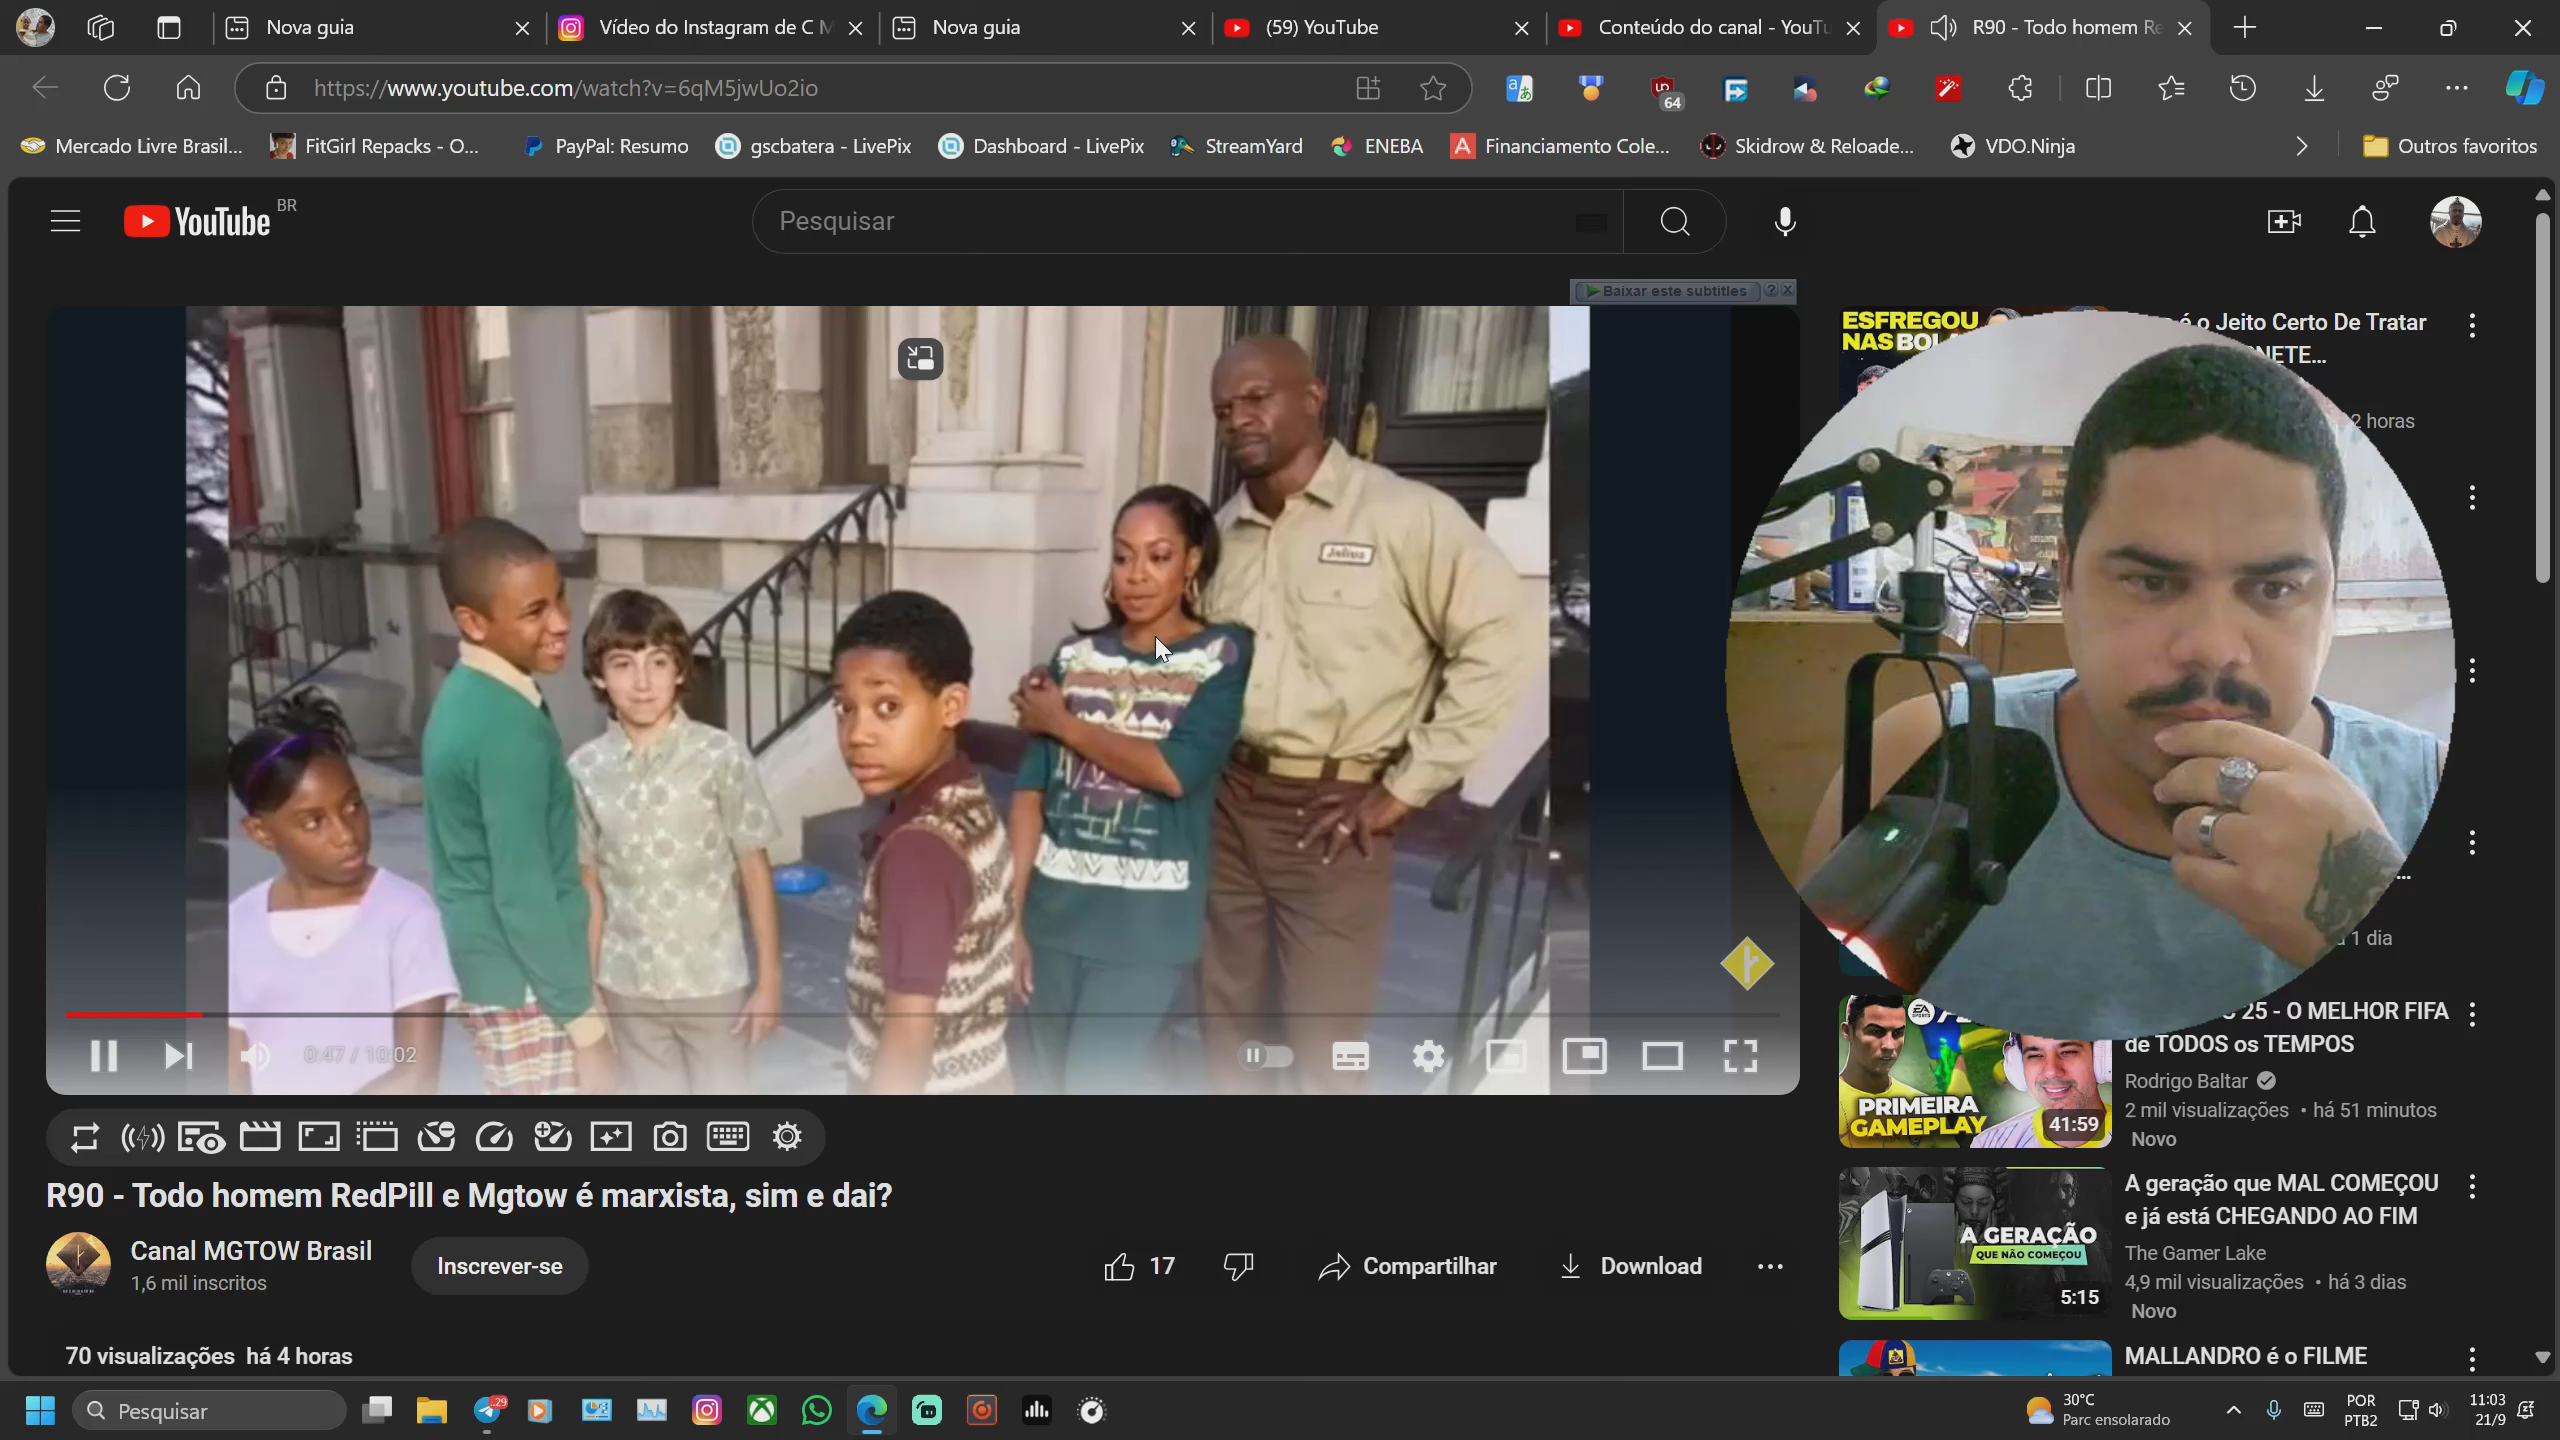 Nova guia
Vídeo do Instagram de C M
Nova guia
(59) YouTube
Conteúdo do canal - YouTu
R90 - Todo homem Re
https://www.youtube.com/watch?v=6qM5jwUo2io
64
Mercado Livre Brasil...
FitGirl Repacks - O...
PayPal: Resumo
gscbatera - LivePix
Dashboard - LivePix
StreamYard
ENEBA
Financiamento Cole...
Skidrow & Reloade...
VDO.Ninja
Outros favoritos
YouTube BR
Pesquisar
Baixar este subtitles
ESFREGOU
NAS BOL
é o Jeito Certo De Tratar
NETE...
2 horas
Julius
...
1 dia
0:47 / 10:02
25 - O MELHOR FIFA
de TODOS os TEMPOS
Rodrigo Baltar
2 mil visualizações • há 51 minutos
Novo
EA SPORTS
PRIMEIRA
GAMEPLAY
41:59
R90 - Todo homem RedPill e Mgtow é marxista, sim e dai?
Canal MGTOW Brasil
1,6 mil inscritos
Inscrever-se
17
Compartilhar
Download
A geração que MAL COMEÇOU
e já está CHEGANDO AO FIM
The Gamer Lake
4,9 mil visualizações • há 3 dias
Novo
A GERAÇÃO
QUE NÃO COMEÇOU
5:15
70 visualizações há 4 horas
MALLANDRO é o FILME
Pesquisar
29
30°C
Parc ensolarado
POR
PTB2
11:03
21/9